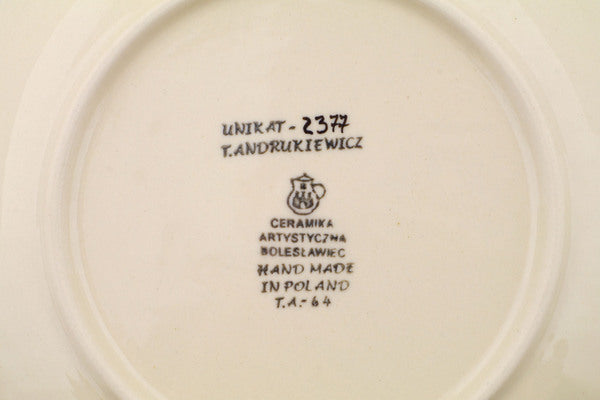 UNIKAT - 2377
T.ANDRUKIEWICZ
CERAMIKA
ARTYSTYCZNA
BOLESŁAWIEC
HAND MADE
IN POLAND
T.A.-64